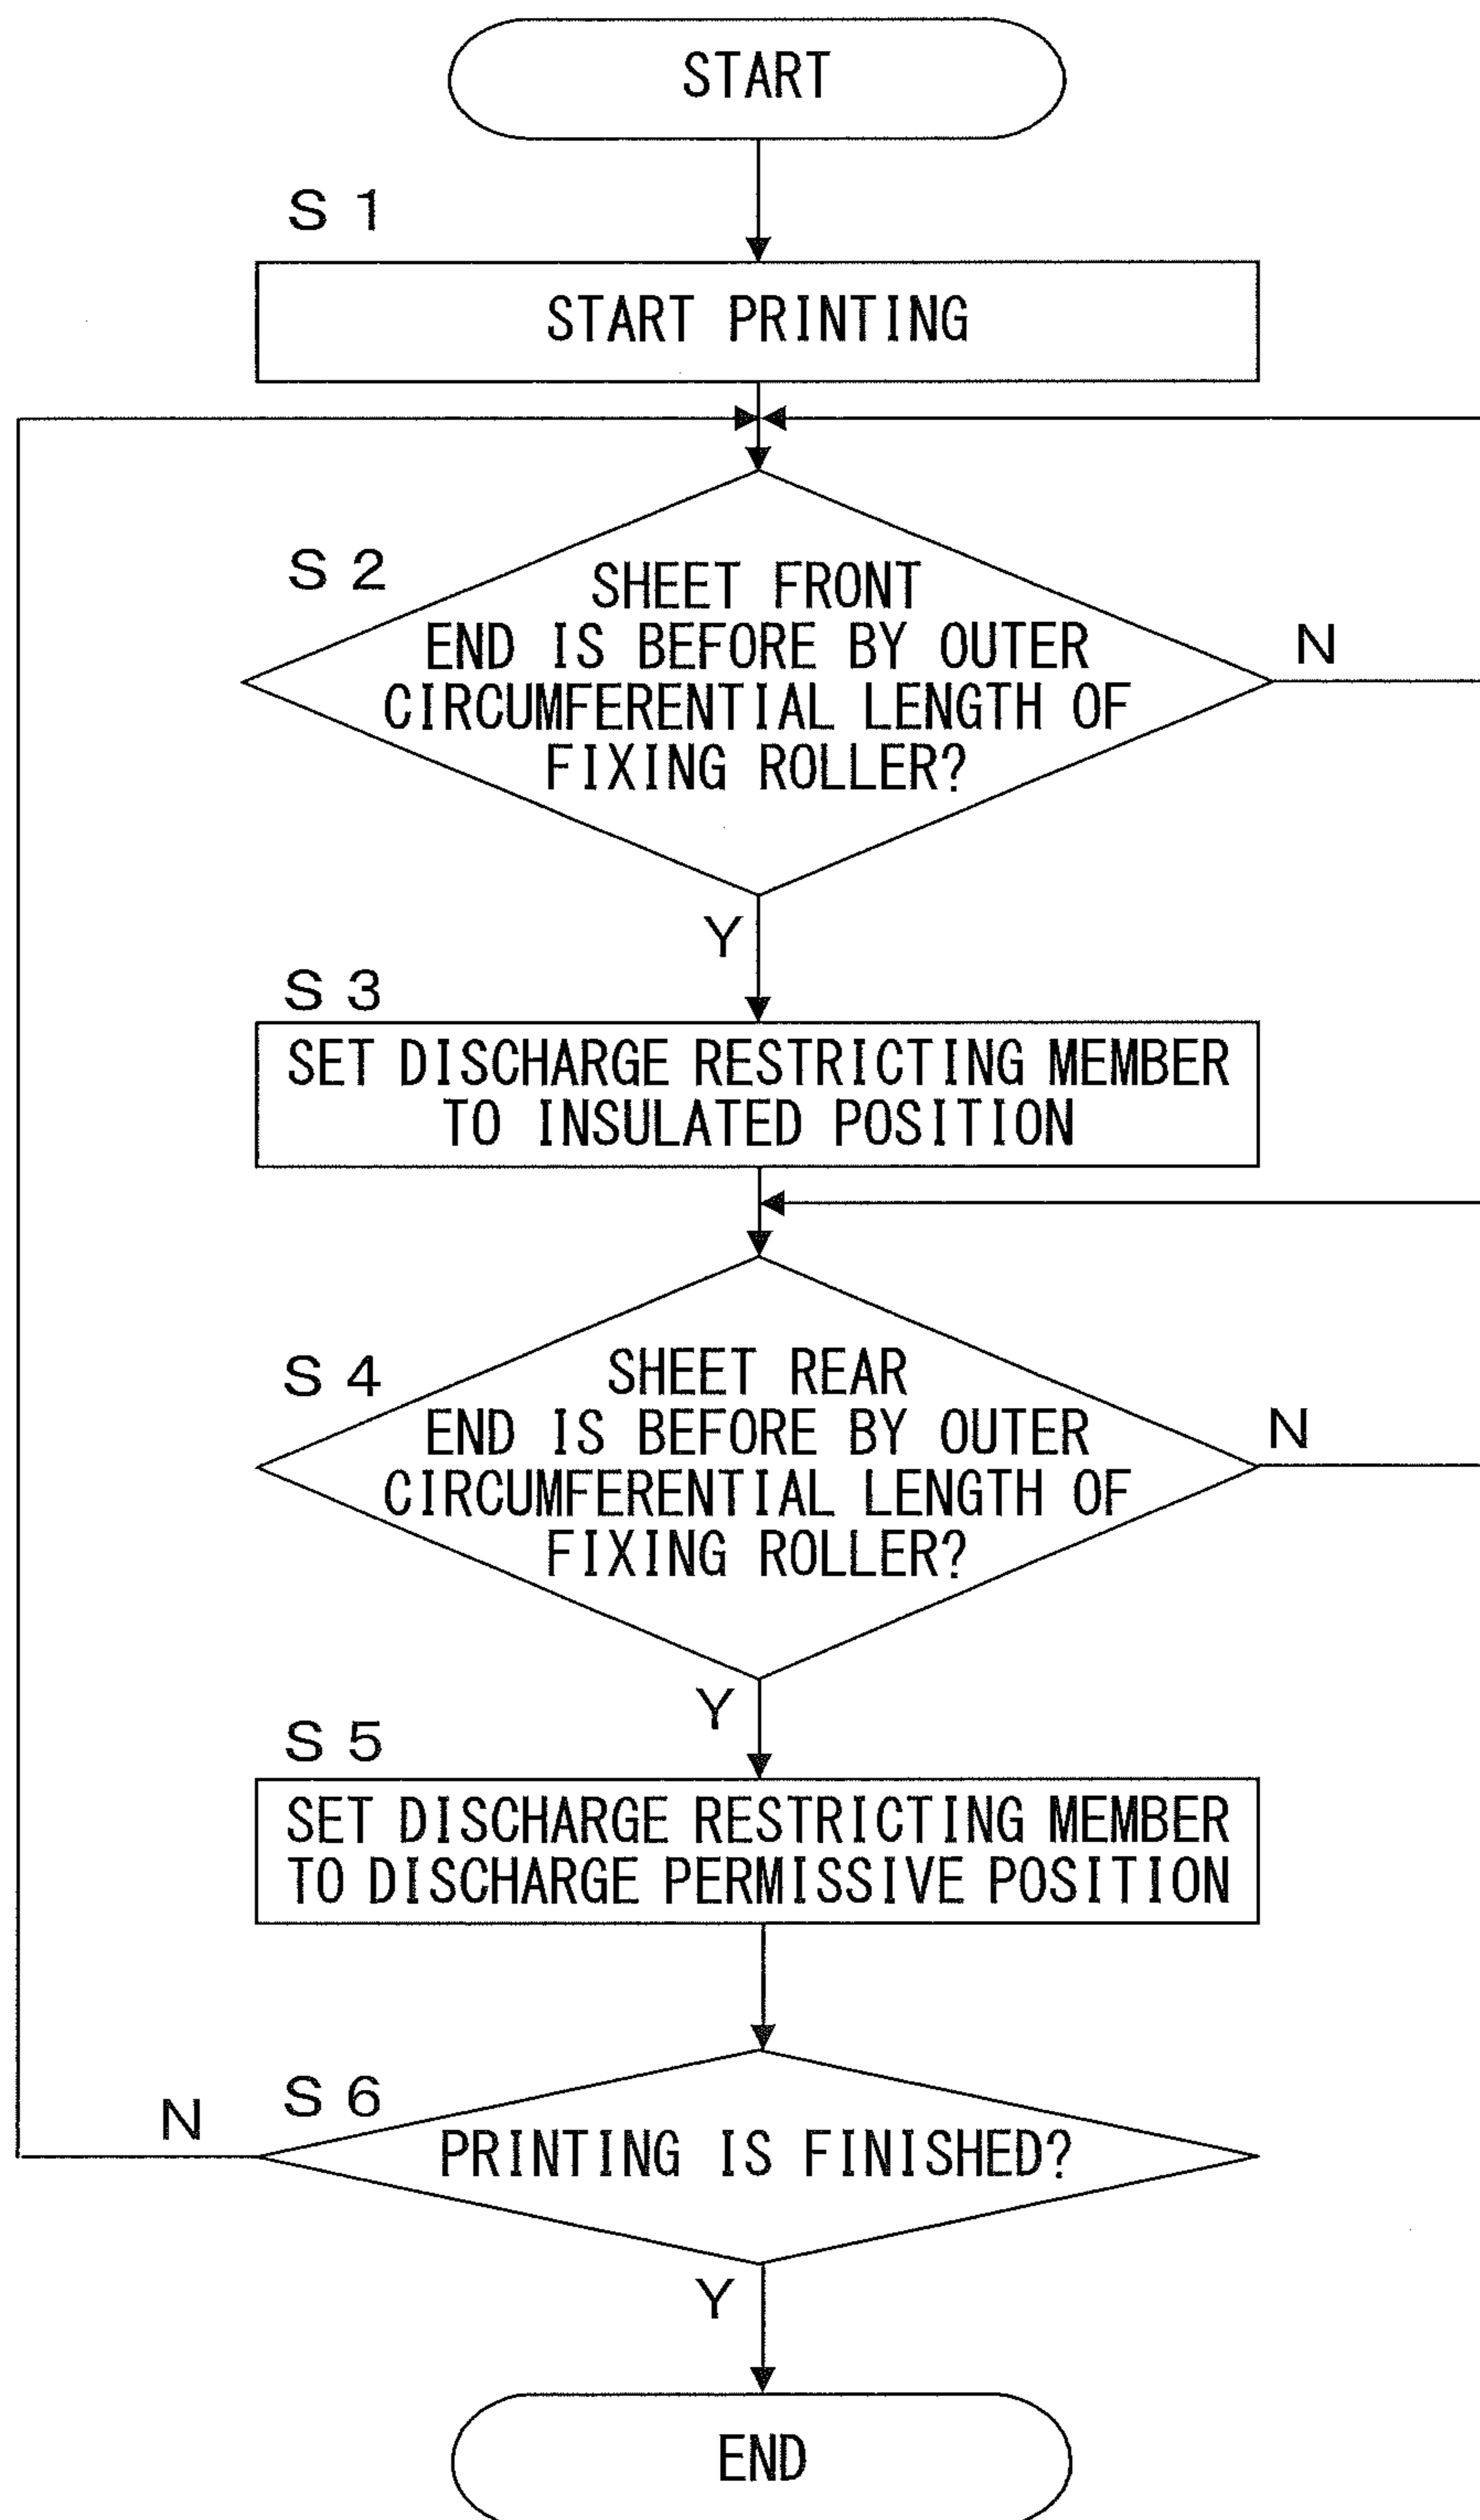 START
S 1
START PRINTING
S 2
SHEET FRONT
END IS BEFORE BY OUTER
CIRCUMFERENTIAL LENGTH OF
FIXING ROLLER?
N
Y
S 3
SET DISCHARGE RESTRICTING MEMBER
TO INSULATED POSITION
S 4
SHEET REAR
END IS BEFORE BY OUTER
CIRCUMFERENTIAL LENGTH OF
FIXING ROLLER?
N
Y
S 5
SET DISCHARGE RESTRICTING MEMBER
TO DISCHARGE PERMISSIVE POSITION
S 6
N
PRINTING IS FINISHED?
Y
END